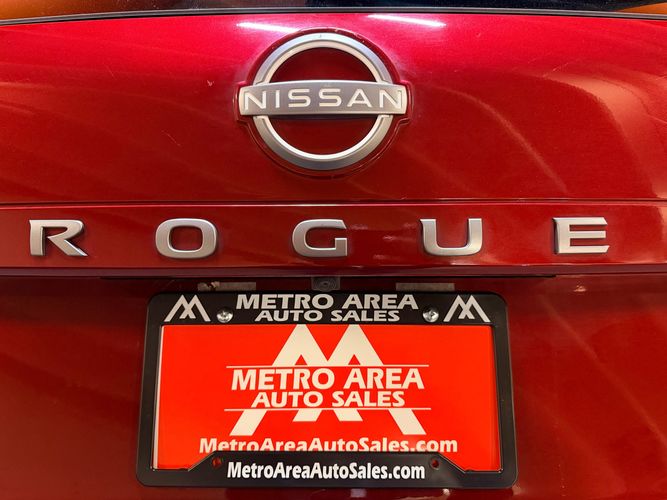 NISSAN
ROGUE
METRO AREA
AUTO SALES
METRO AREA
AUTO SALES
MetroAreaAutoSales.com
MetroAreaAutoSales.com